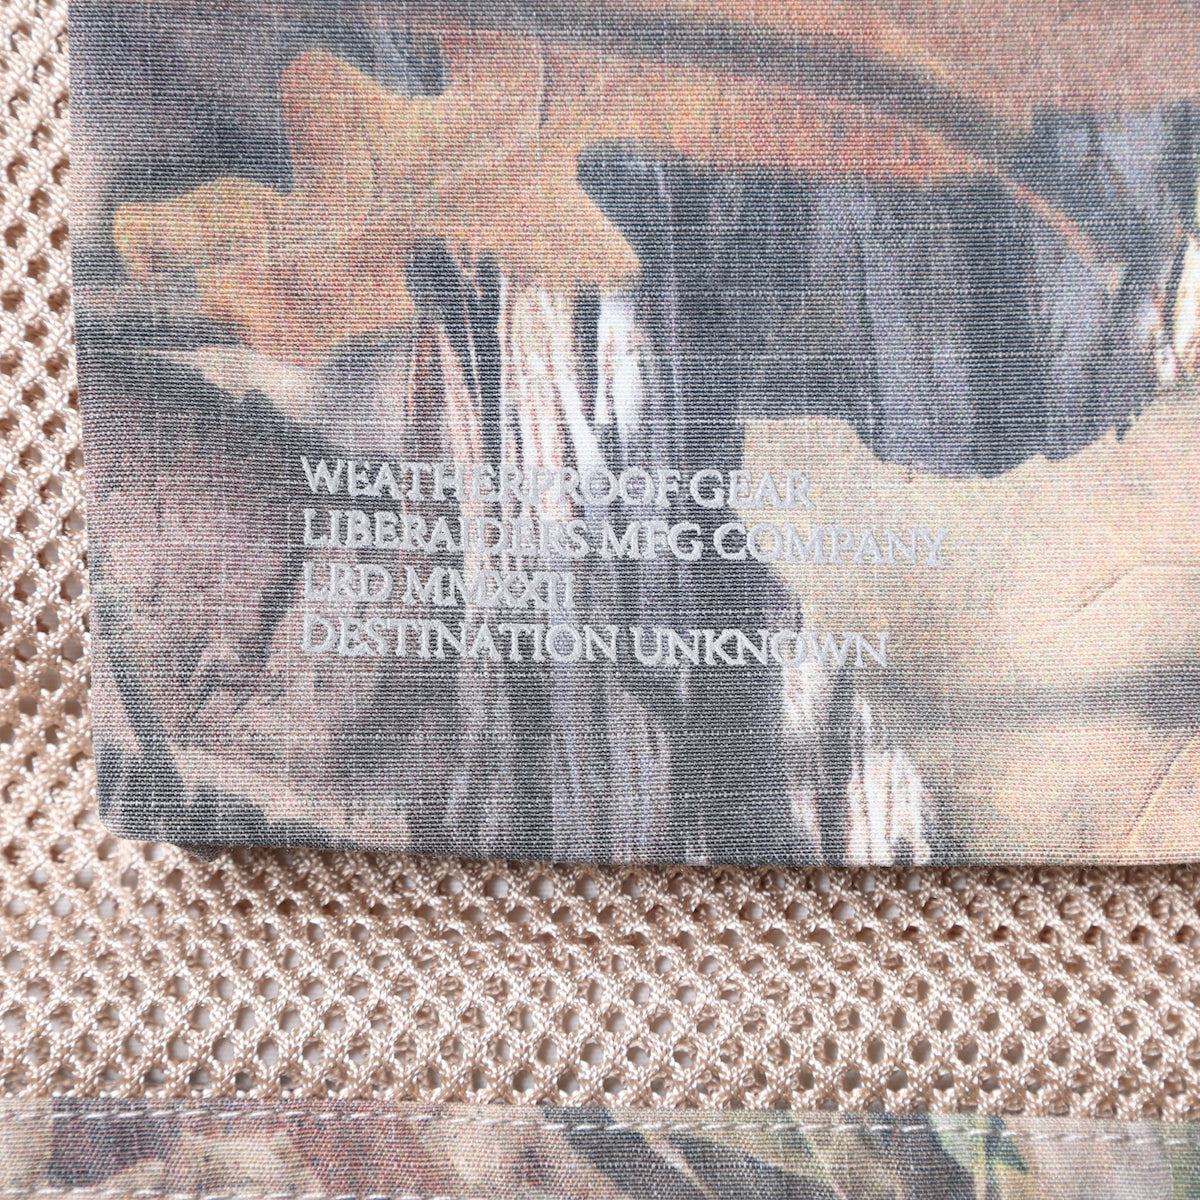 WEATHERPROOF GEAR
LIBERAIDERS MFG COMPANY
LRD MMXXII
DESTINATION UNKNOWN